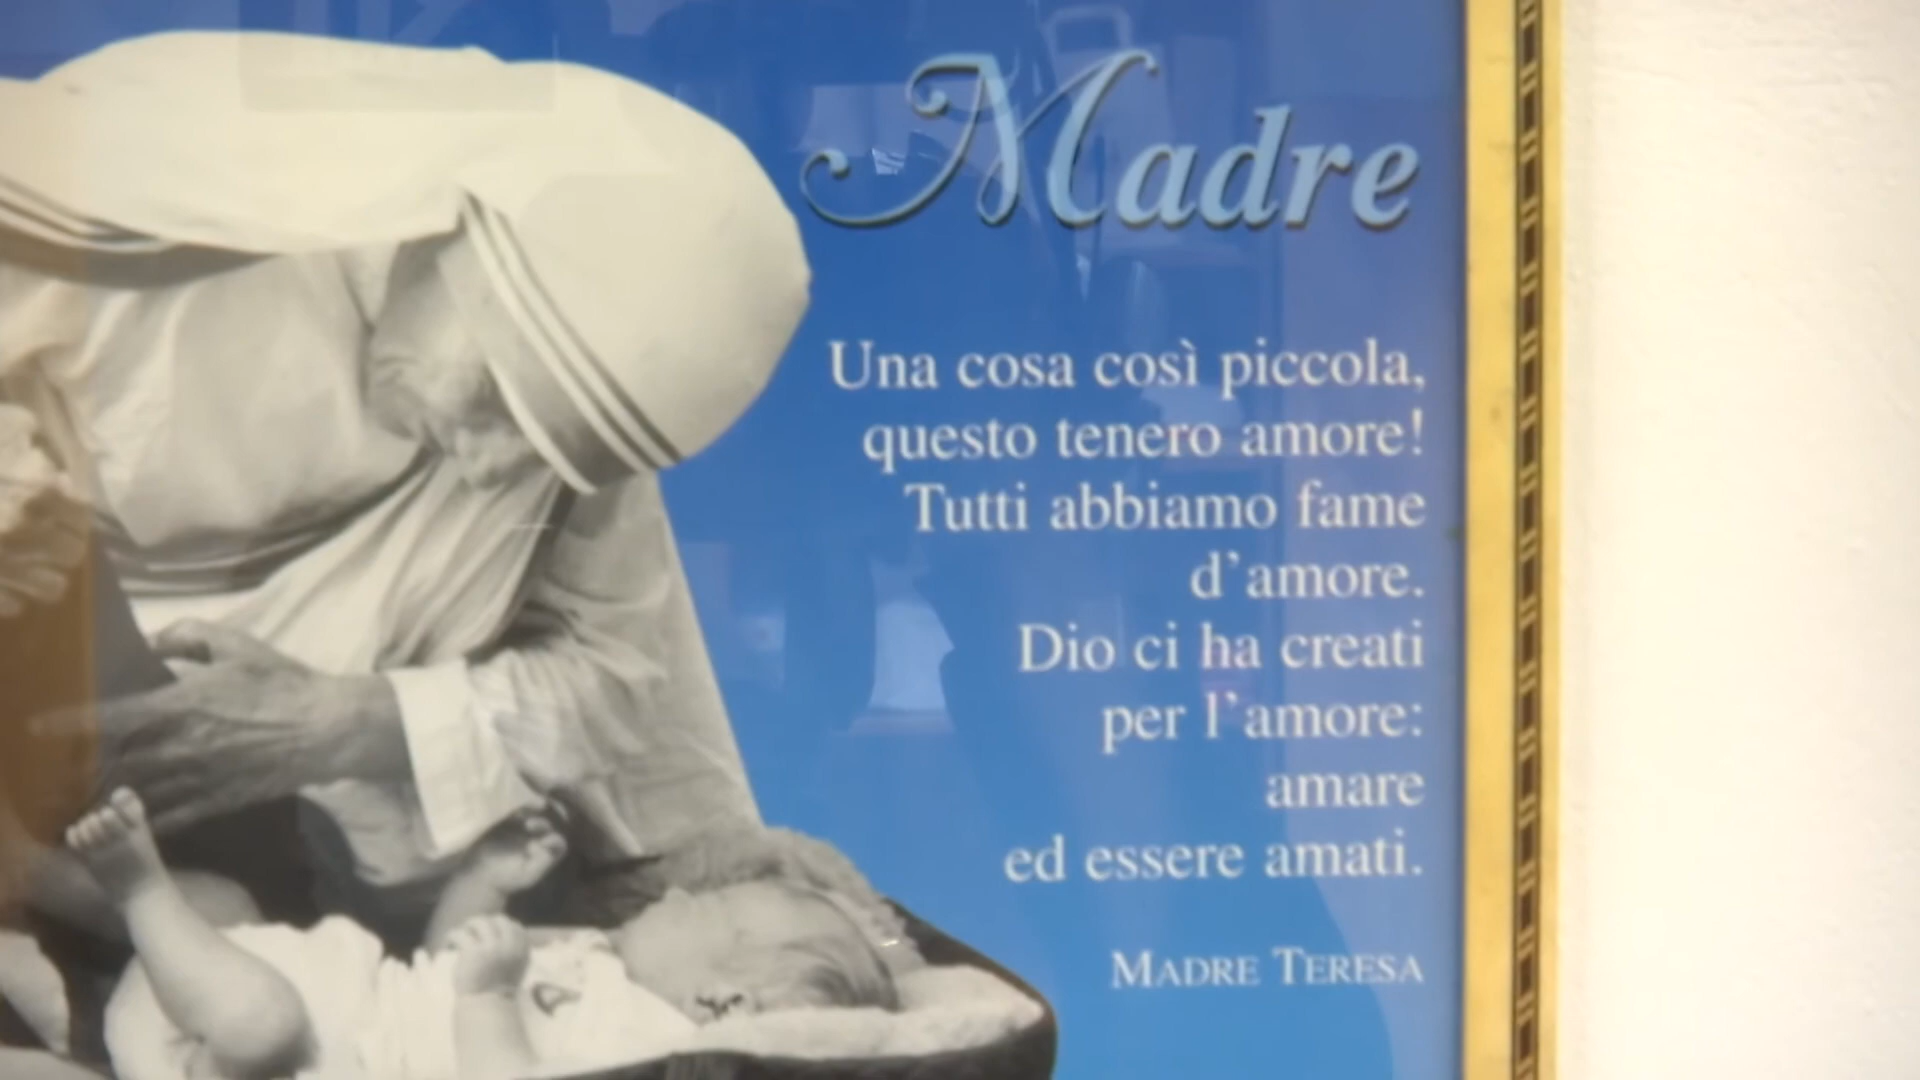 Madre
Una cosa così piccola,
questo tenero amore!
Tutti abbiamo fame
d’amore.
Dio ci ha creati
per l’amore:
amare
ed essere amati.
MADRE TERESA